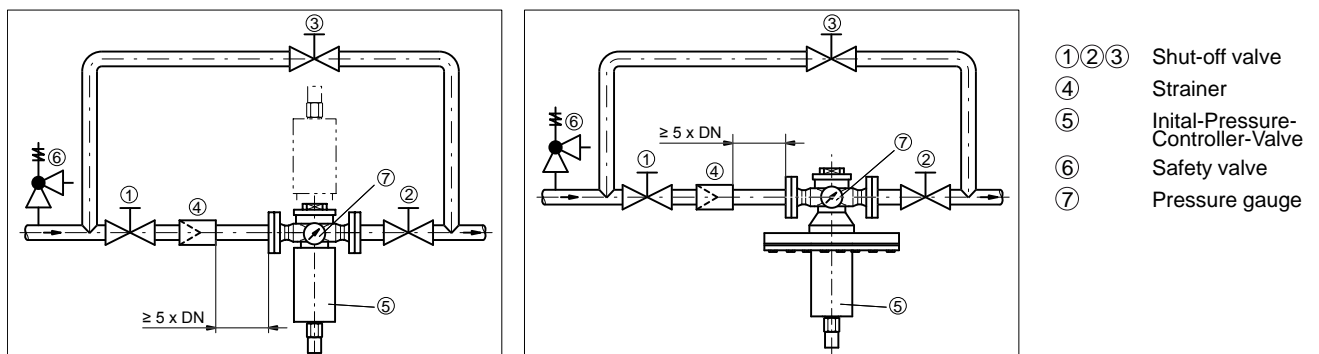 ③
⑥
⑦
①
④
②
⑤
≥ 5 x DN
③
⑥
≥ 5 x DN
⑦
①
④
②
⑤
①②③ Shut-off valve
④ Strainer
⑤ Inital-Pressure-
Controller-Valve
⑥ Safety valve
⑦ Pressure gauge